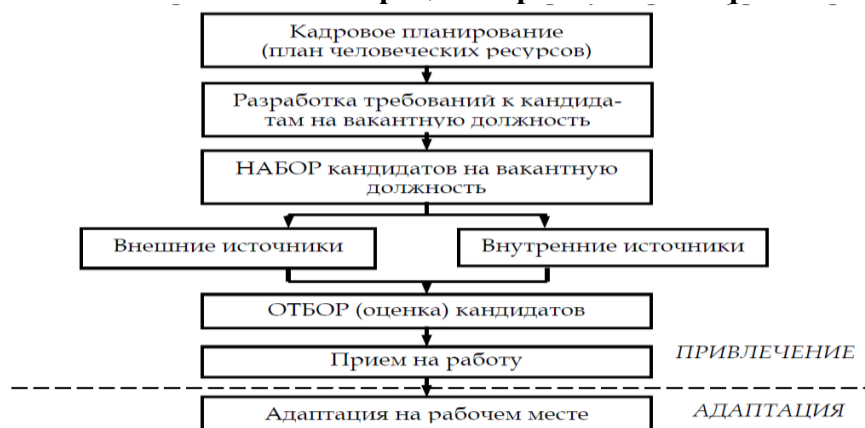 Кадровое планирование
(план человеческих ресурсов)
Разработка требований к кандида-
там на вакантную должность
НАБОР кандидатов на вакантную
должность
Внешние источники
Внутренние источники
ОТБОР (оценка) кандидатов
Прием на работу
ПРИВЛЕЧЕНИЕ
Адаптация на рабочем месте
АДАПТАЦИЯ